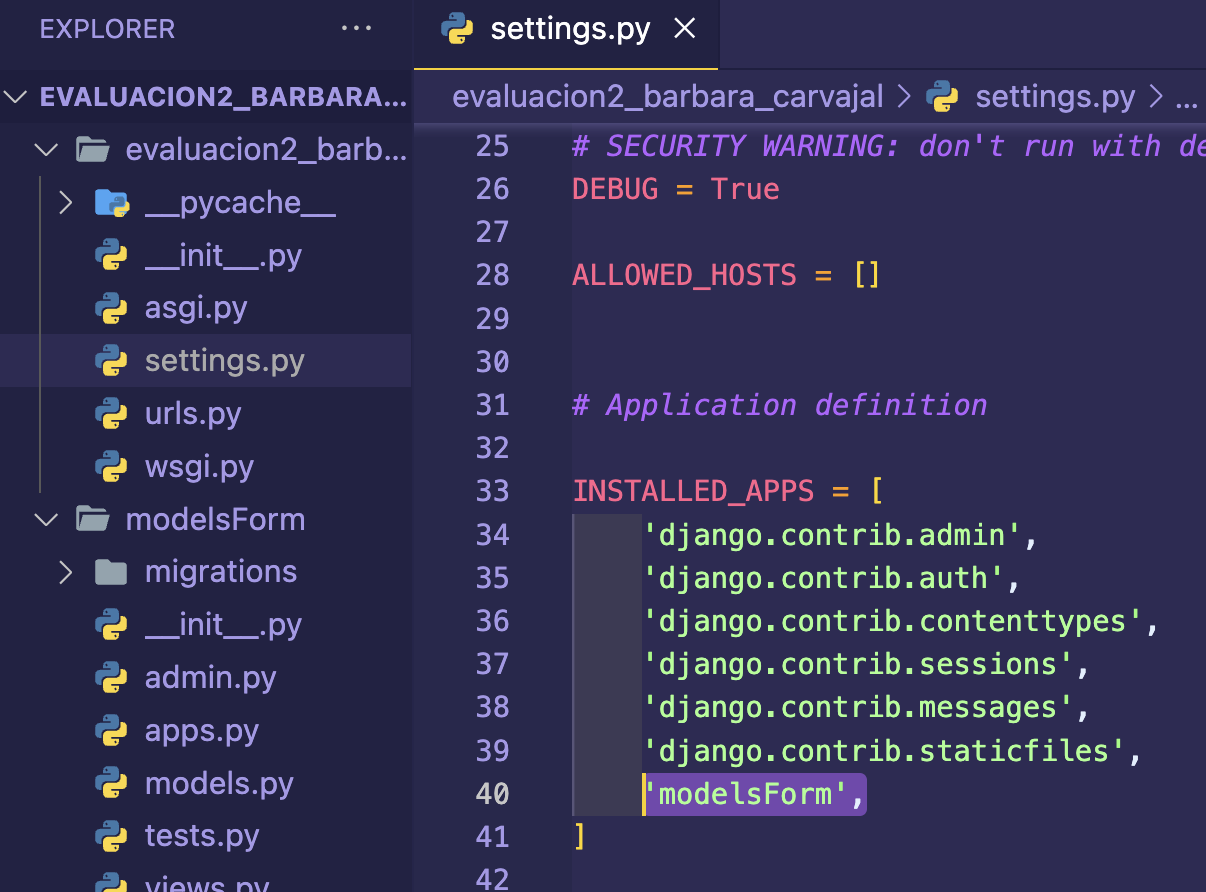 EXPLORER ...
EVALUACION2_BARBARA...
evaluacion2_barb...
__pycache__
__init__.py
asgi.py
settings.py
urls.py
wsgi.py
modelsForm
migrations
__init__.py
admin.py
apps.py
models.py
tests.py
views.py
settings.py
evaluacion2_barbara_carvajal > settings.py > ...
25 # SECURITY WARNING: don't run with de
26 DEBUG = True
27
28 ALLOWED_HOSTS = []
29
30
31 # Application definition
32
33 INSTALLED_APPS = [
34 'django.contrib.admin',
35 'django.contrib.auth',
36 'django.contrib.contenttypes',
37 'django.contrib.sessions',
38 'django.contrib.messages',
39 'django.contrib.staticfiles',
40 'modelsForm',
41 ]
42